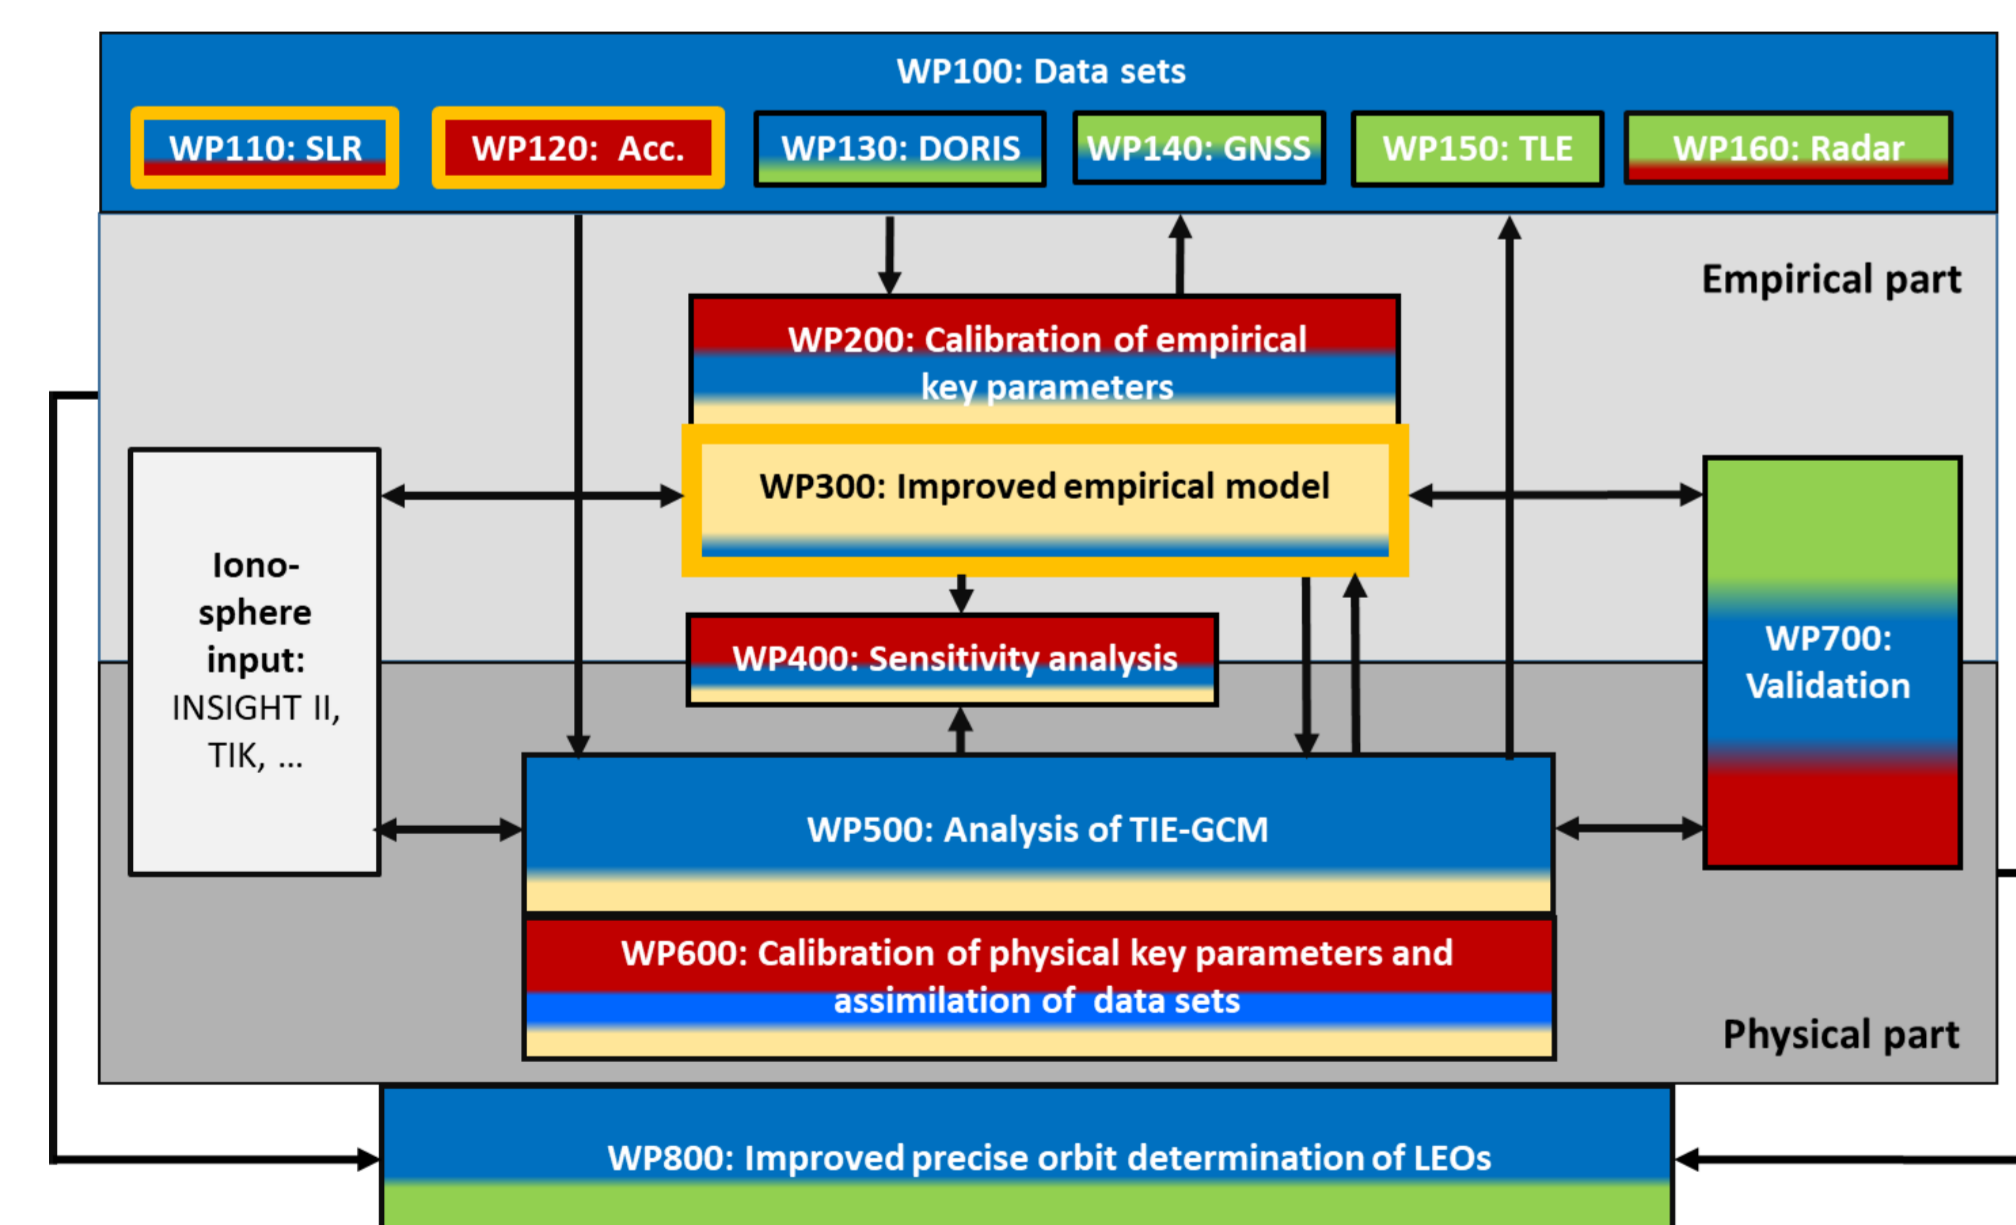 WP100: Data sets
WP110: SLR
WP120: Acc.
WP130: DORIS
WP140: GNSS
WP150: TLE
WP160: Radar
Empirical part
WP200: Calibration of empirical
key parameters
WP300: Improved empirical model
Iono-
sphere
input:
INSIGHT II,
TIK, ...
WP400: Sensitivity analysis
WP700:
Validation
WP500: Analysis of TIE-GCM
WP600: Calibration of physical key parameters and
assimilation of data sets
Physical part
WP800: Improved precise orbit determination of LEOs